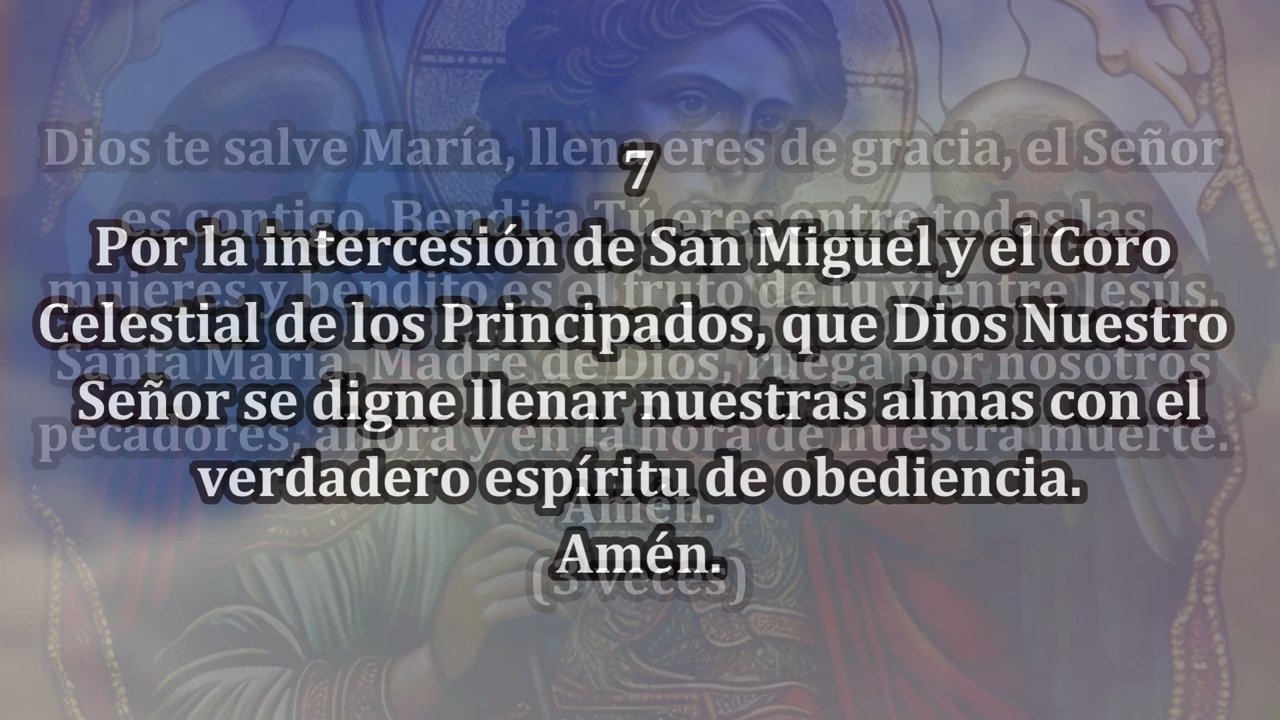 7
Por la intercesión de San Miguel y el Coro
Celestial de los Principados, que Dios Nuestro
Señor se digne llenar nuestras almas con el
verdadero espíritu de obediencia.
Amén.
Dios te salve María, llena eres de gracia, el Señor
es contigo. Bendita Tú eres entre todas las
mujeres y bendito es el fruto de tu vientre Jesús.
Santa María, Madre de Dios, ruega por nosotros
pecadores, ahora y en la hora de nuestra muerte.
Amén.
(3 veces)